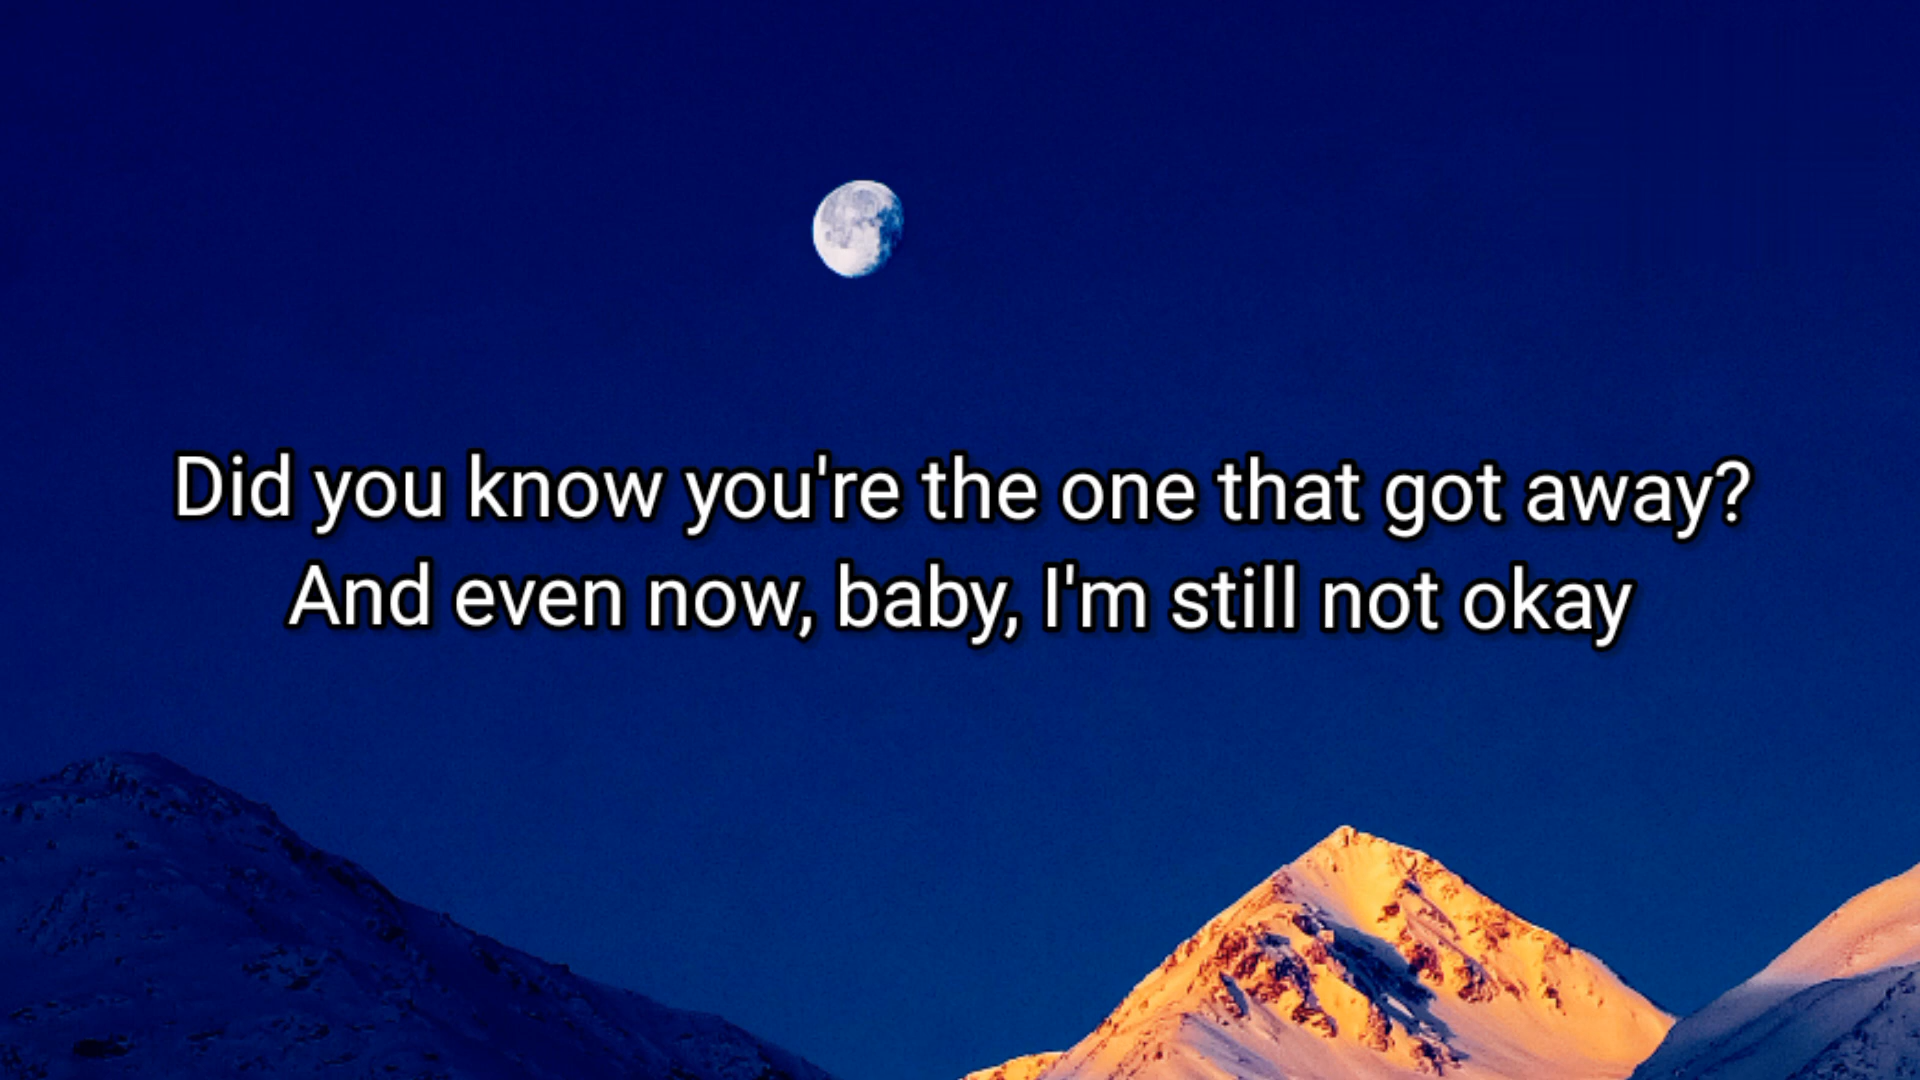 Did you know you're the one that got away?
And even now, baby, I'm still not okay